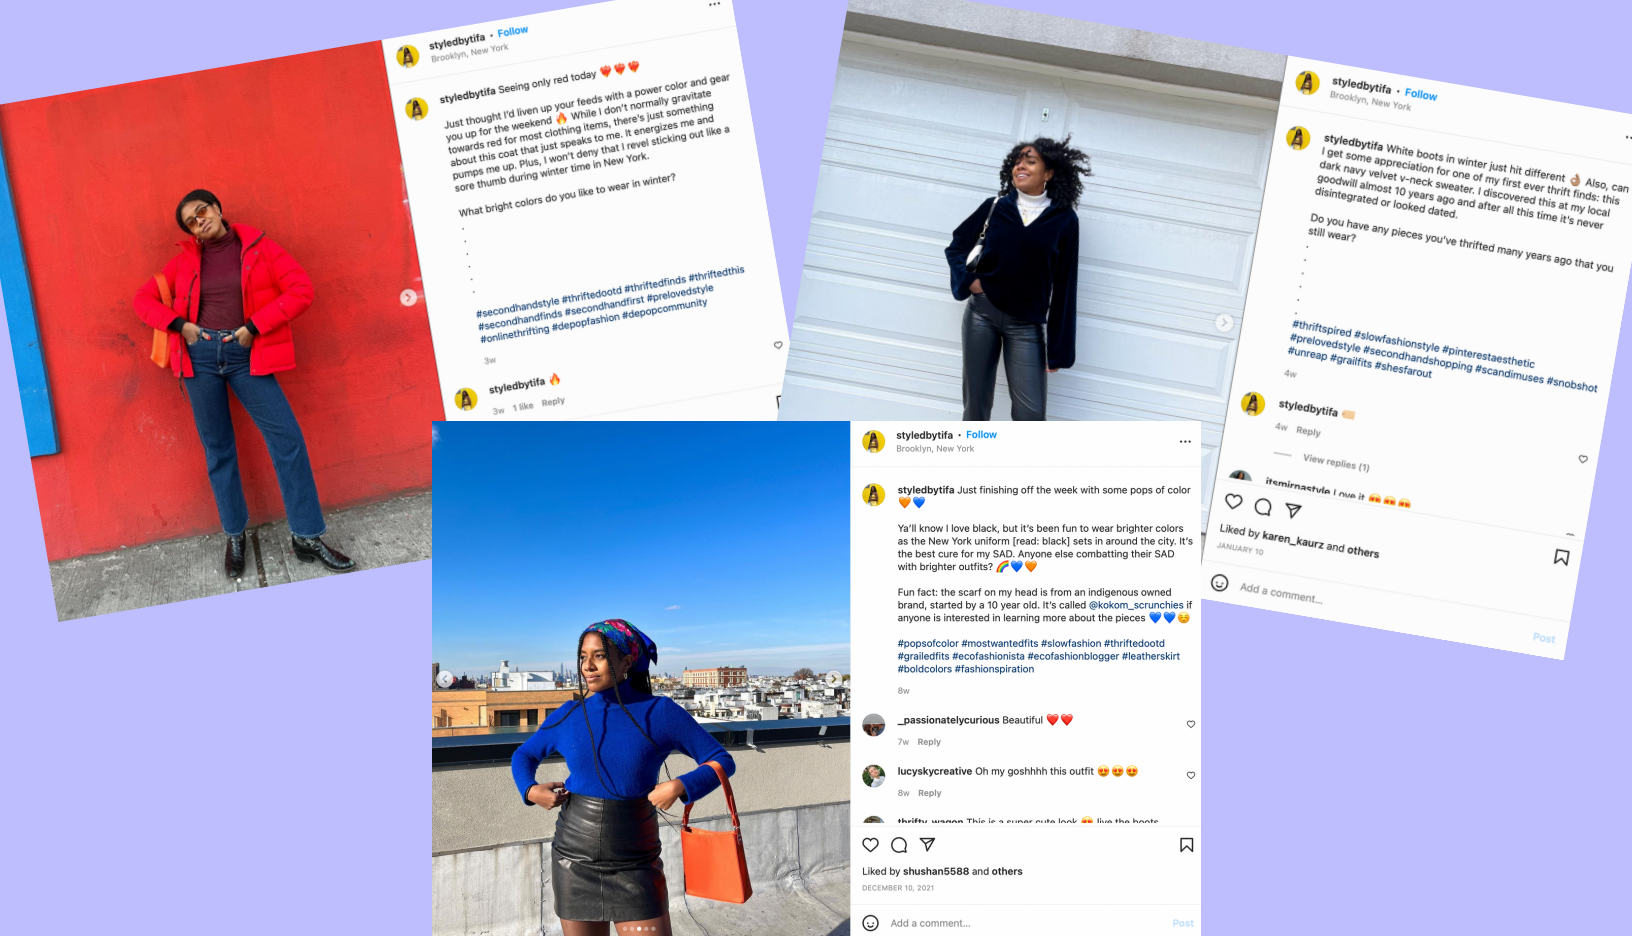 styledbytifa • Follow
Brooklyn, New York
styledbytifa Seeing only red today ❤️‍🔥❤️‍🔥❤️‍🔥
Just thought I'd liven up your feeds with a power color and gear
you up for the weekend 🔥 While I don't normally gravitate
towards red for most clothing items, there's just something
about this coat that just speaks to me. It energizes me and
pumps me up. Plus, I won't deny that I revel sticking out like a
sore thumb during winter time in New York.
What bright colors do you like to wear in winter?
.
.
.
.
.
.
#secondhandstyle #thriftedootd #thriftedfinds #thriftedthis
#secondhandfinds #secondhandfirst #prelovedstyle
#onlinethrifting #depopfashion #depopcommunity
3w
styledbytifa 🔥
3w 1 like Reply
styledbytifa • Follow
Brooklyn, New York
styledbytifa White boots in winter just hit different 👌🏽 Also, can
I get some appreciation for one of my first ever thrift finds: this
dark navy velvet v-neck sweater. I discovered this at my local
goodwill almost 10 years ago and after all this time it's never
disintegrated or looked dated.
Do you have any pieces you've thrifted many years ago that you
still wear?
.
.
.
.
.
.
#thriftspired #slowfashionstyle #pinterestaesthetic
#prelovedstyle #secondhandshopping #scandimuses #snobshot
#unreap #grailfits #shesfarout
4w
styledbytifa
4w Reply
View replies (1)
itsmirnastyle Love it 😍😍😍
Liked by karen_kaurz and others
JANUARY 10
Add a comment...
Post
styledbytifa • Follow
Brooklyn, New York
styledbytifa Just finishing off the week with some pops of color
🧡💙
Ya'll know I love black, but it's been fun to wear brighter colors
as the New York uniform [read: black] sets in around the city. It's
the best cure for my SAD. Anyone else combatting their SAD
with brighter outfits? 🌈💙🧡
Fun fact: the scarf on my head is from an indigenous owned
brand, started by a 10 year old. It's called @kokom_scrunchies if
anyone is interested in learning more about the pieces 💙💙☺️
#popsofcolor #mostwantedfits #slowfashion #thriftedootd
#grailedfits #ecofashionista #ecofashionblogger #leatherskirt
#boldcolors #fashionspiration
8w
_passionatelycurious Beautiful ❤️❤️
7w Reply
lucyskycreative Oh my goshhhh this outfit 😍😍😍
8w Reply
thrifty_wagon This is a super cute look 😍 live the boots
Liked by shushan5588 and others
DECEMBER 10, 2021
Add a comment...
Post